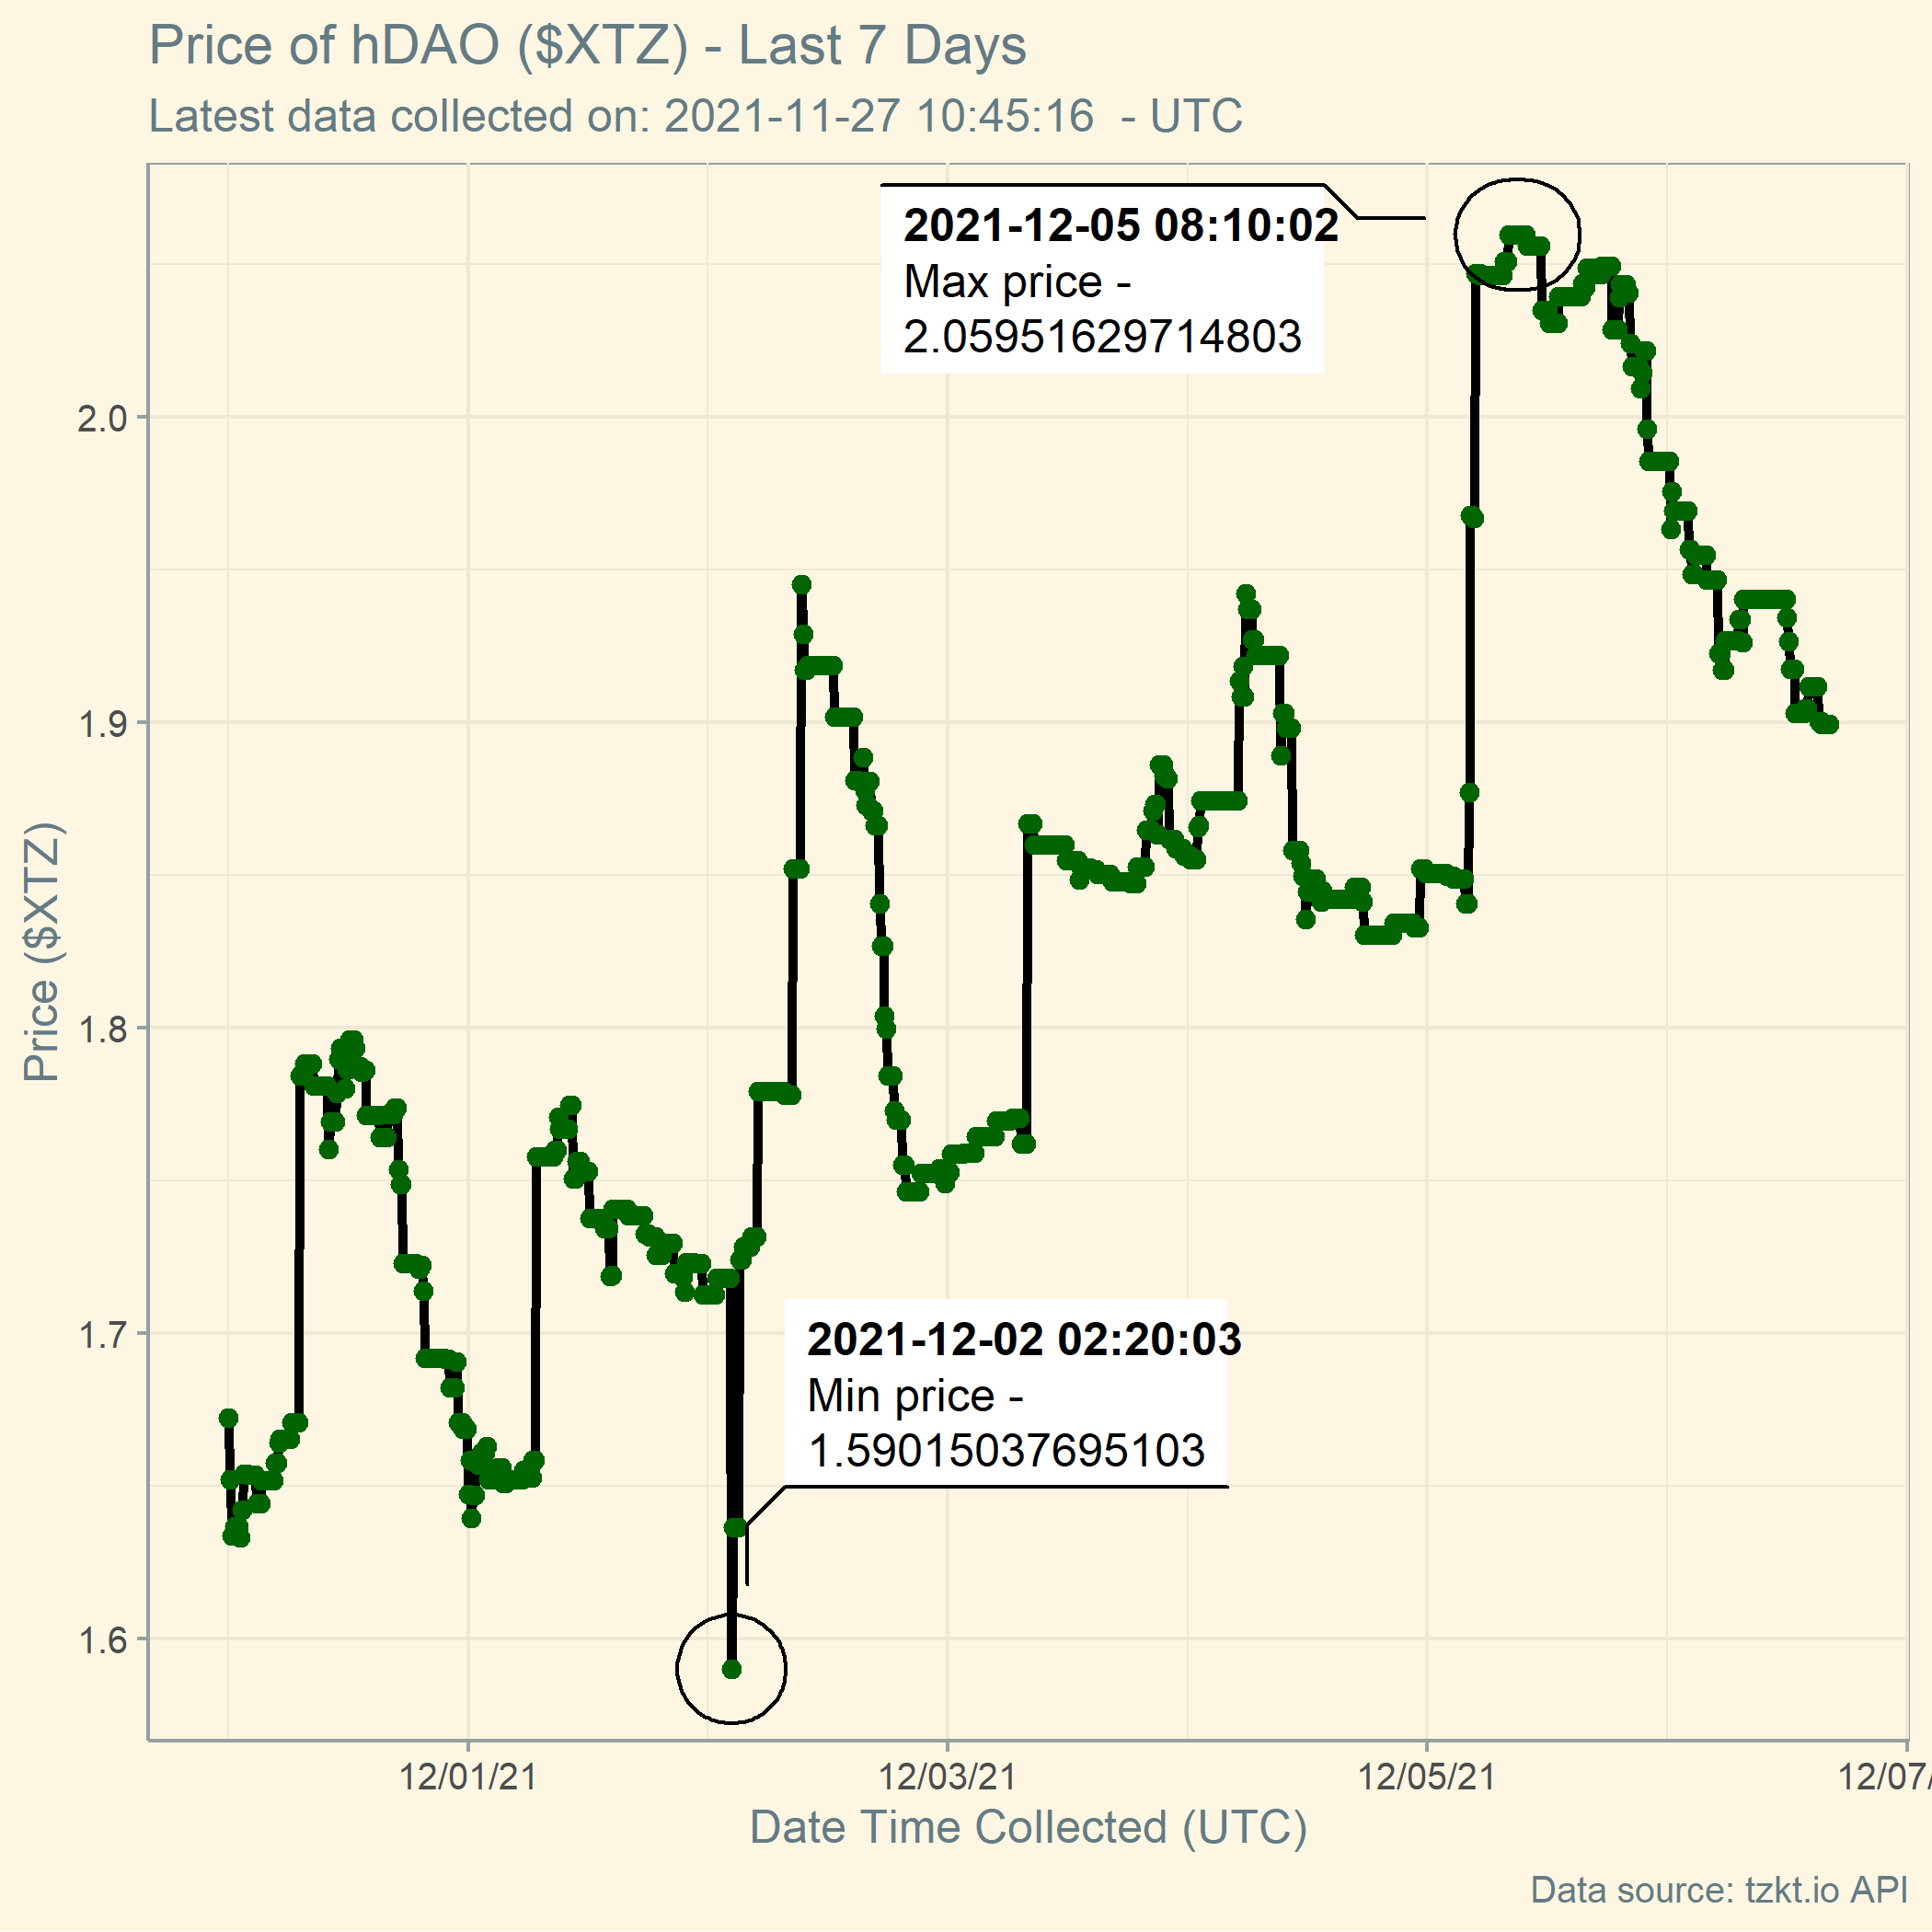 Price of hDAO ($XTZ) - Last 7 Days
Latest data collected on: 2021-11-27 10:45:16  - UTC
2021-12-05 08:10:02
Max price -
2.05951629714803
2.0
1.9
1.8
1.7
1.6
Price ($XTZ)
2021-12-02 02:20:03
Min price -
1.59015037695103
12/01/21
12/03/21
12/05/21
12/07/
Date Time Collected (UTC)
Data source: tzkt.io API